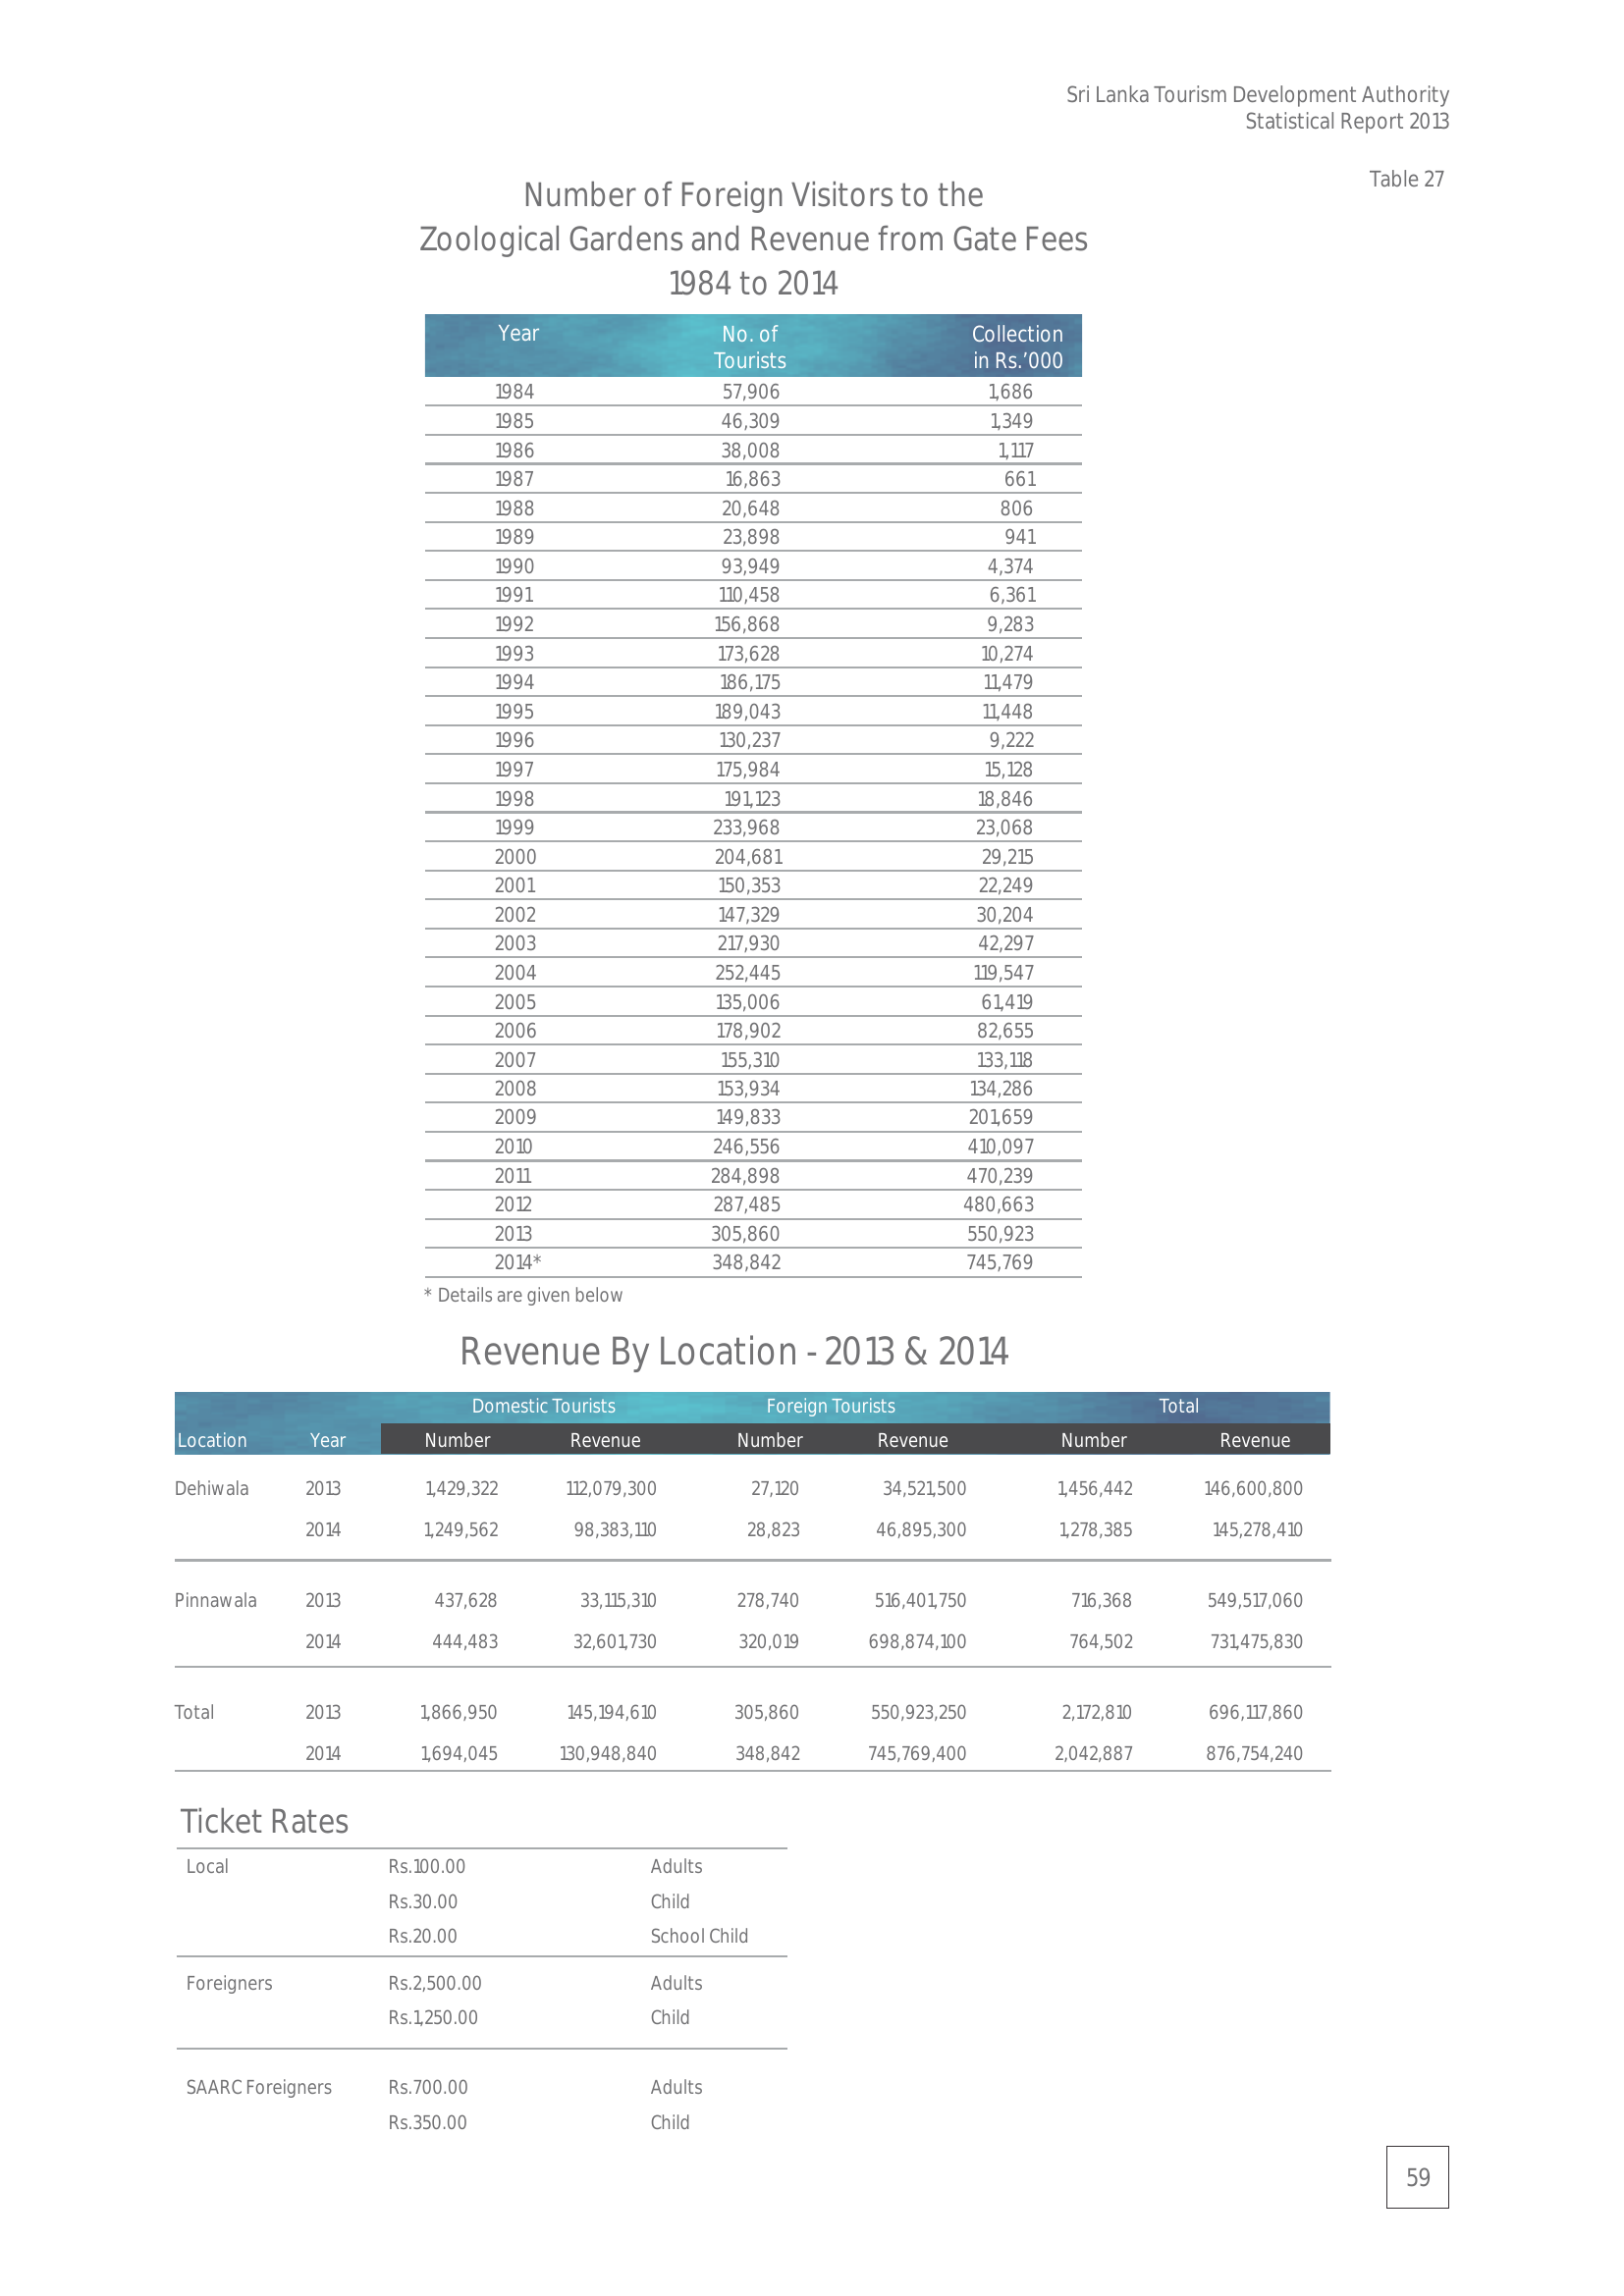 Sri Lanka Tourism Development Authority
Statistical Report 2013
Table 27
Number of Foreign Visitors to the
Zoological Gardens and Revenue from Gate Fees
1984 to 2014
Year No. of Collection
Tourists in Rs.'000
1984 57,906 1,686
1985 46,309 1,349
1986 38,008 1,117
1987 16,863 661
1988 20,648 806
1989 23,898 941
1990 93,949 4,374
1991 110,458 6,361
1992 156,868 9,283
1993 173,628 10,274
1994 186,175 11,479
1995 189,043 11,448
1996 130,237 9,222
1997 175,984 15,128
1998 191,123 18,846
1999 233,968 23,068
2000 204,681 29,215
2001 150,353 22,249
2002 147,329 30,204
2003 217,930 42,297
2004 252,445 119,547
2005 135,006 61,419
2006 178,902 82,655
2007 155,310 133,118
2008 153,934 134,286
2009 149,833 201,659
2010 246,556 410,097
2011 284,898 470,239
2012 287,485 480,663
2013 305,860 550,923
2014* 348,842 745,769
* Details are given below
Revenue By Location - 2013 & 2014
Domestic Tourists Foreign Tourists Total
Location Year Number Revenue Number Revenue Number Revenue
Dehiwala 2013 1,429,322 112,079,300 27,120 34,521,500 1,456,442 146,600,800
2014 1,249,562 98,383,110 28,823 46,895,300 1,278,385 145,278,410
Pinnawala 2013 437,628 33,115,310 278,740 516,401,750 716,368 549,517,060
2014 444,483 32,601,730 320,019 698,874,100 764,502 731,475,830
Total 2013 1,866,950 145,194,610 305,860 550,923,250 2,172,810 696,117,860
2014 1,694,045 130,948,840 348,842 745,769,400 2,042,887 876,754,240
Ticket Rates
Local Rs.100.00 Adults
Rs.30.00 Child
Rs.20.00 School Child
Foreigners Rs.2,500.00 Adults
Rs.1,250.00 Child
SAARC Foreigners Rs.700.00 Adults
Rs.350.00 Child
59